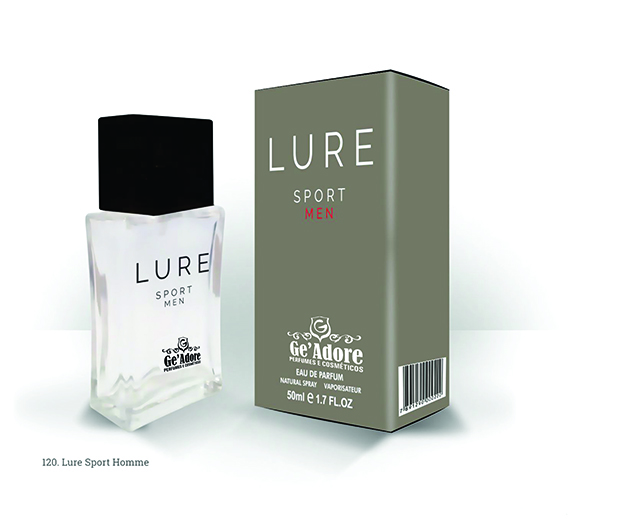 LURE
SPORT
MEN
Ge'Adore
PERFUMES E COSMÉTICOS
LURE
SPORT
MEN
G
Ge'Adore
PERFUMES E COSMÉTICOS
EAU DE PARFUM
NATURAL SPRAY VAPORISATEUR
50ml e 1.7 FL.OZ
120. Lure Sport Homme